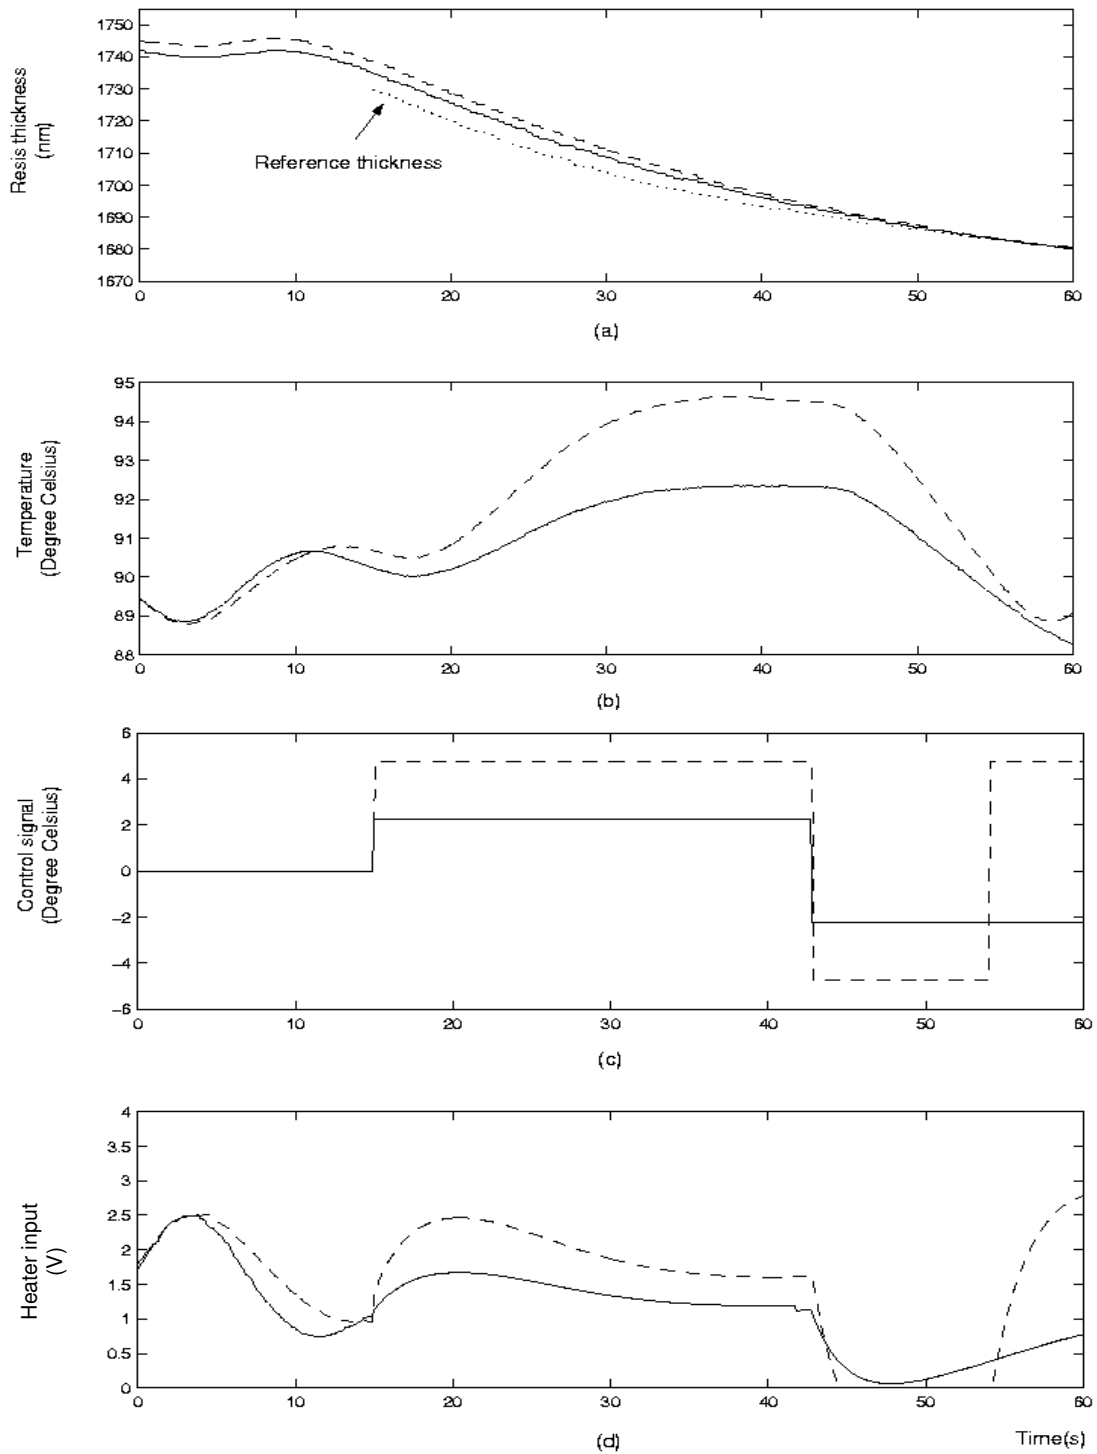 Resis thickness
(nm)
1750
1740
1730
1720
1710
1700
1690
1680
1670
Reference thickness
0 10 20 30 40 50 60
(a)
Temperature
(Degree Celsius)
95
94
93
92
91
90
89
88
0 10 20 30 40 50 60
(b)
Control signal
(Degree Celsius)
6
4
2
0
−2
−4
−6
0 10 20 30 40 50 60
(c)
Heater input
(V)
4
3.5
3
2.5
2
1.5
1
0.5
0
0 10 20 30 40 50 60
(d)
Time(s)